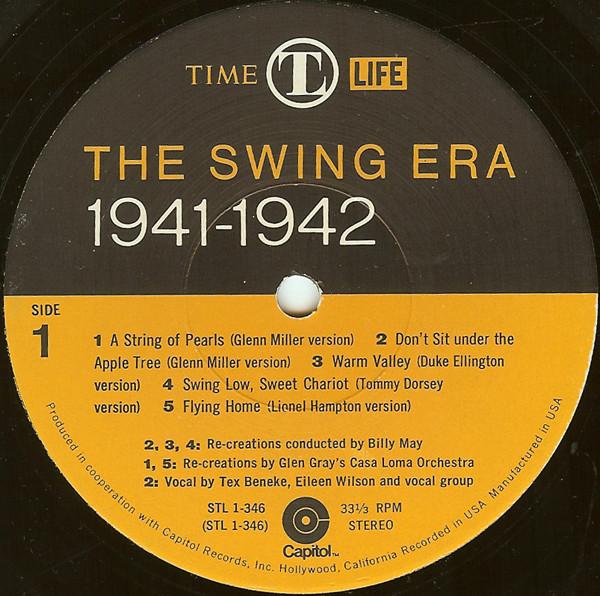 TIME TL LIFE
THE SWING ERA
1941-1942
SIDE
1
1 A String of Pearls (Glenn Miller version) 2 Don't Sit under the
Apple Tree (Glenn Miller version) 3 Warm Valley (Duke Ellington
version) 4 Swing Low, Sweet Chariot (Tommy Dorsey
version) 5 Flying Home (Lionel Hampton version)
2, 3, 4: Re-creations conducted by Billy May
1, 5: Re-creations by Glen Gray's Casa Loma Orchestra
2: Vocal by Tex Beneke, Eileen Wilson and vocal group
STL 1-346
(STL 1-346)
Capitol™
33⅓ RPM
STEREO
Produced in cooperation with Capitol Records, Inc. Hollywood, California Recorded in USA Manufactured in USA